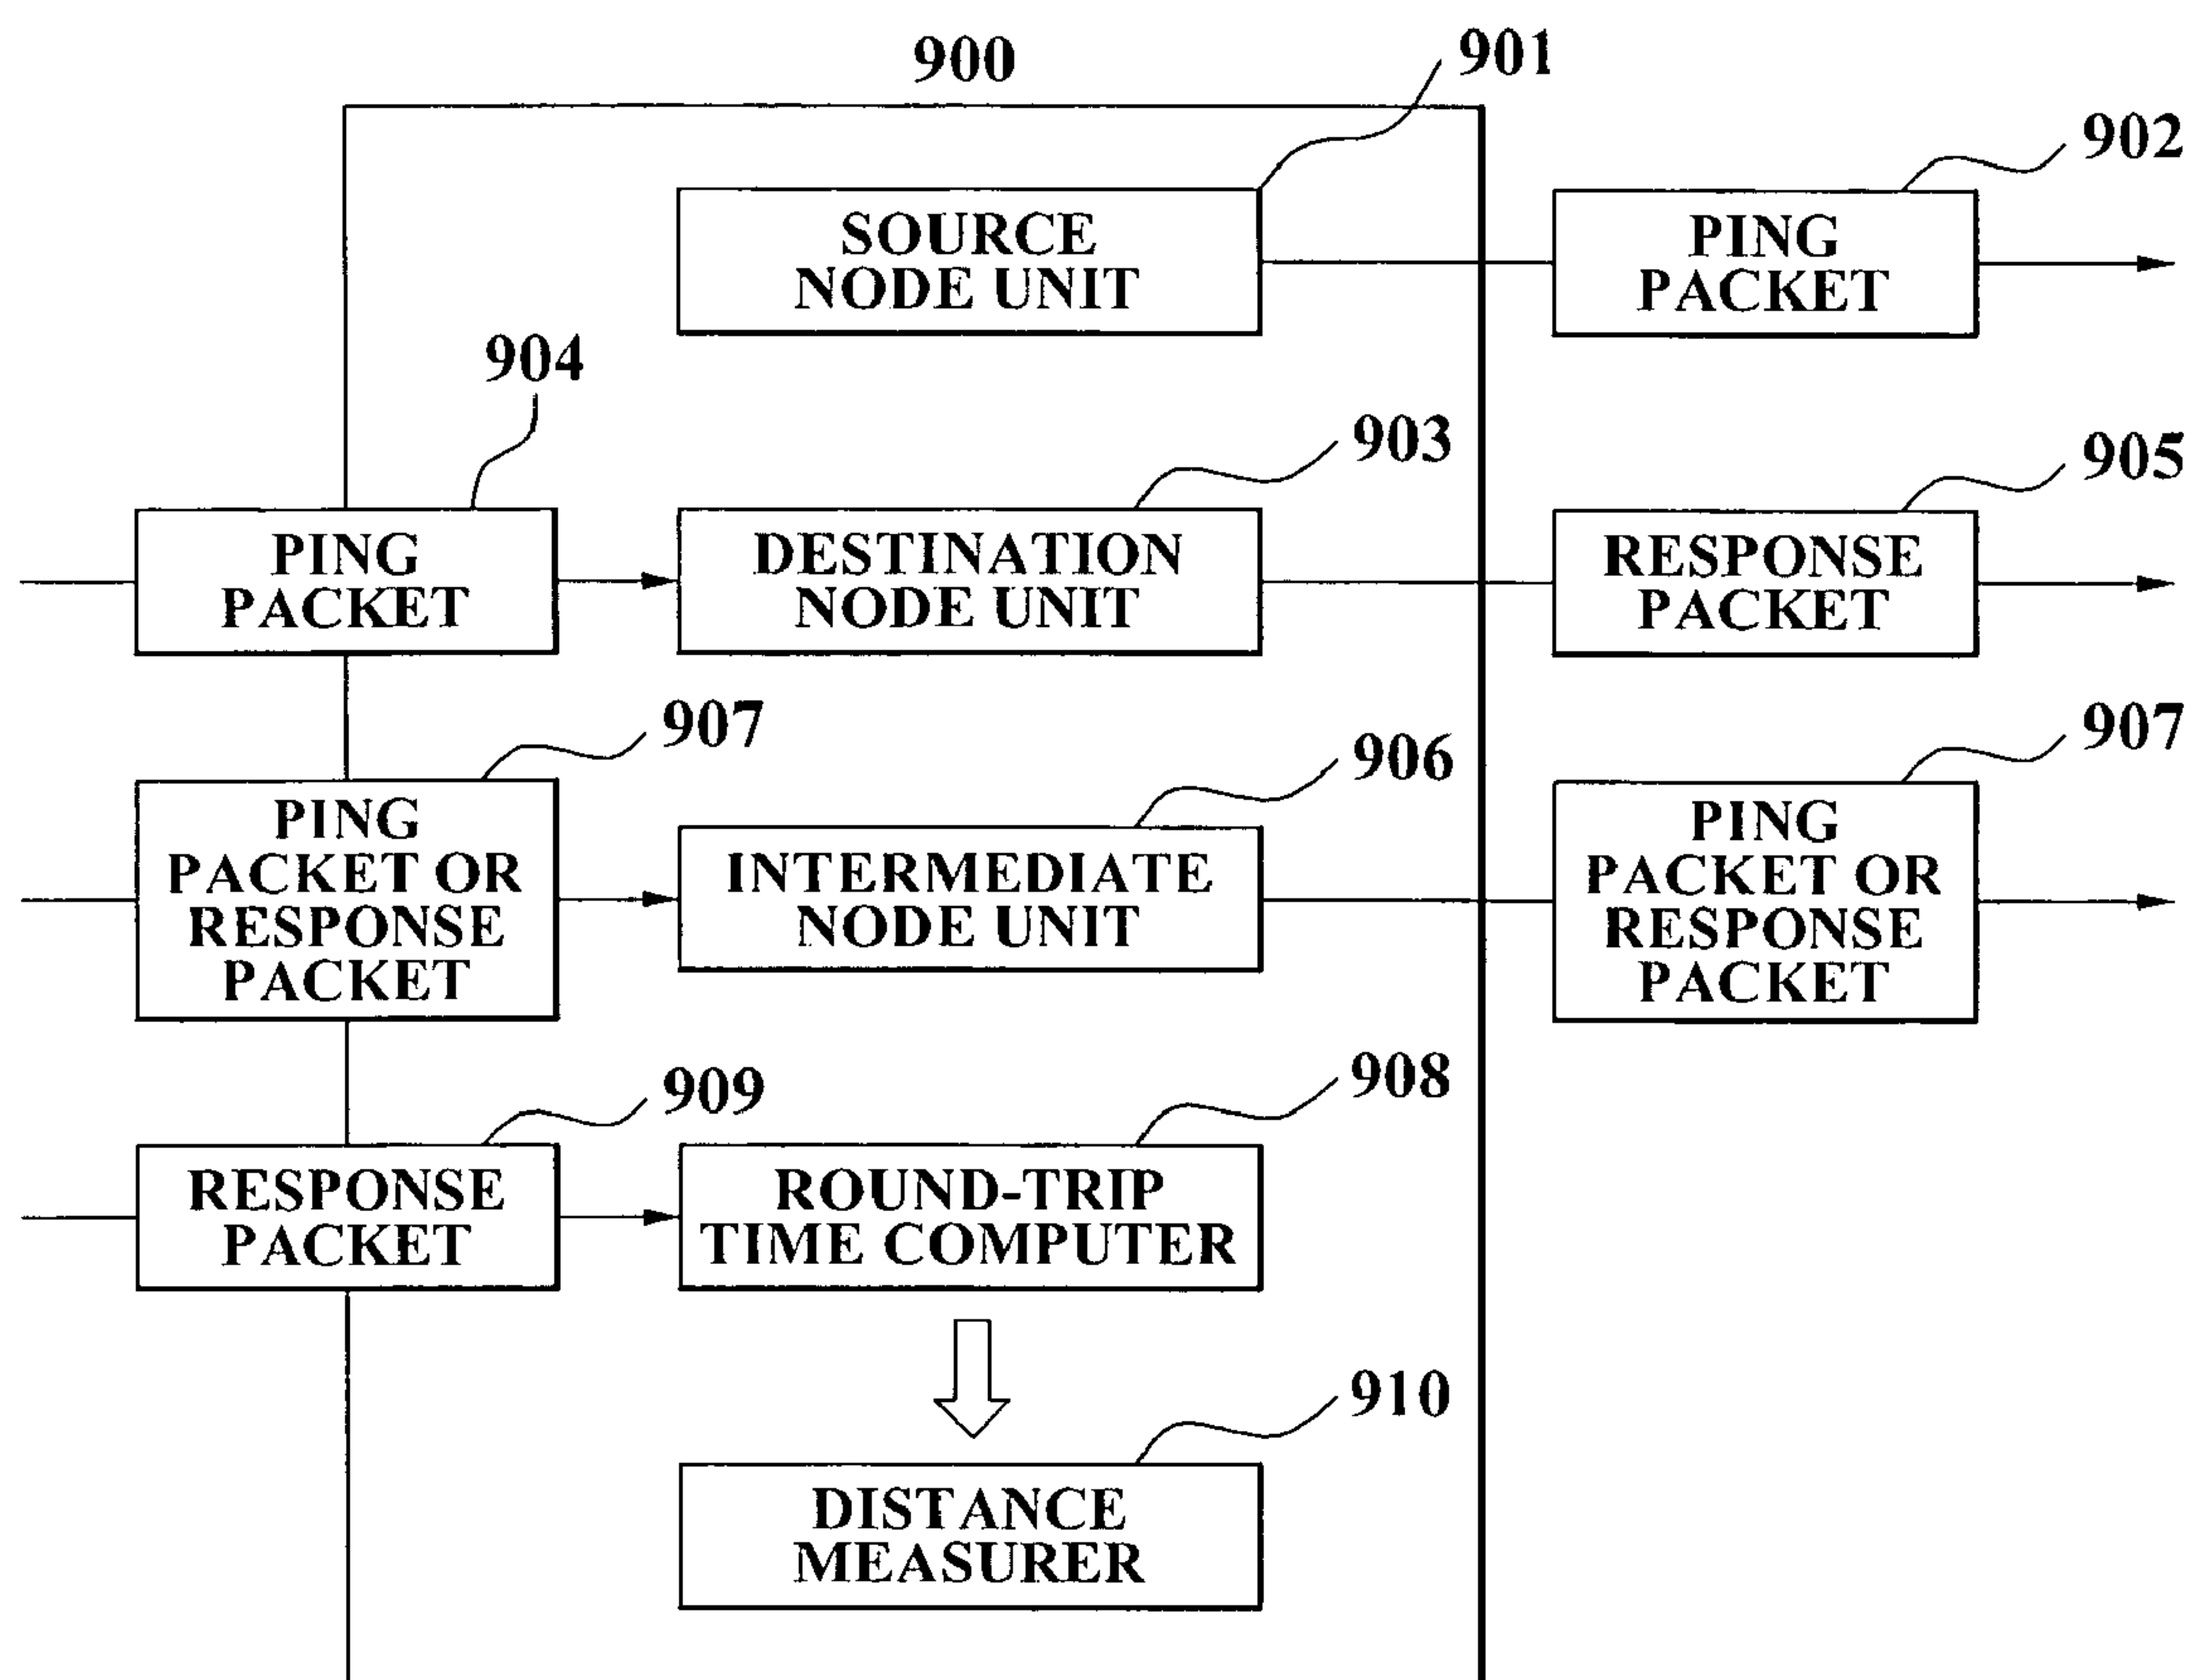 900
901
902
SOURCE
NODE UNIT
PING
PACKET
904
903
905
PING
PACKET
DESTINATION
NODE UNIT
RESPONSE
PACKET
907
906
907
PING
PACKET OR
RESPONSE
PACKET
INTERMEDIATE
NODE UNIT
PING
PACKET OR
RESPONSE
PACKET
909
908
RESPONSE
PACKET
ROUND-TRIP
TIME COMPUTER
910
DISTANCE
MEASURER